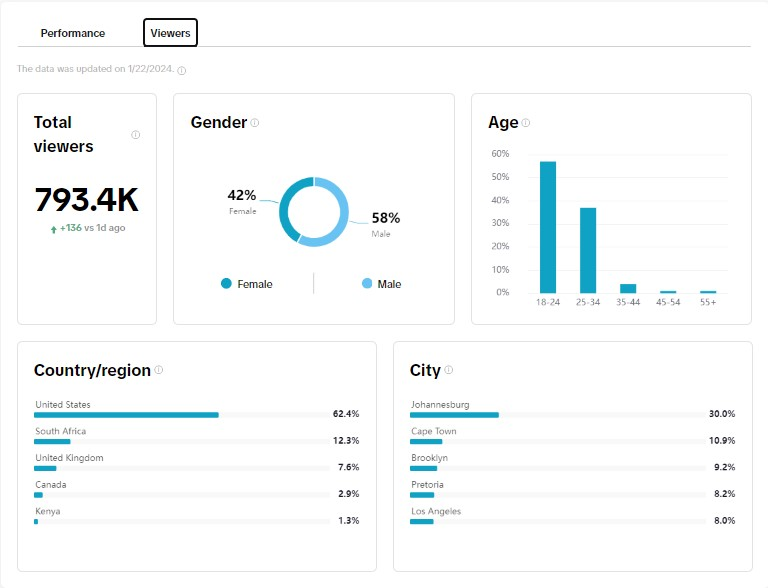 Performance
Viewers
The data was updated on 1/22/2024.
Total
viewers
793.4K
+136 vs 1d ago
Gender
42%
Female
58%
Male
Female
Male
Age
60%
50%
40%
30%
20%
10%
0%
18-24 25-34 35-44 45-54 55+
Country/region
United States
62.4%
South Africa
12.3%
United Kingdom
7.6%
Canada
2.9%
Kenya
1.3%
City
Johannesburg
30.0%
Cape Town
10.9%
Brooklyn
9.2%
Pretoria
8.2%
Los Angeles
8.0%